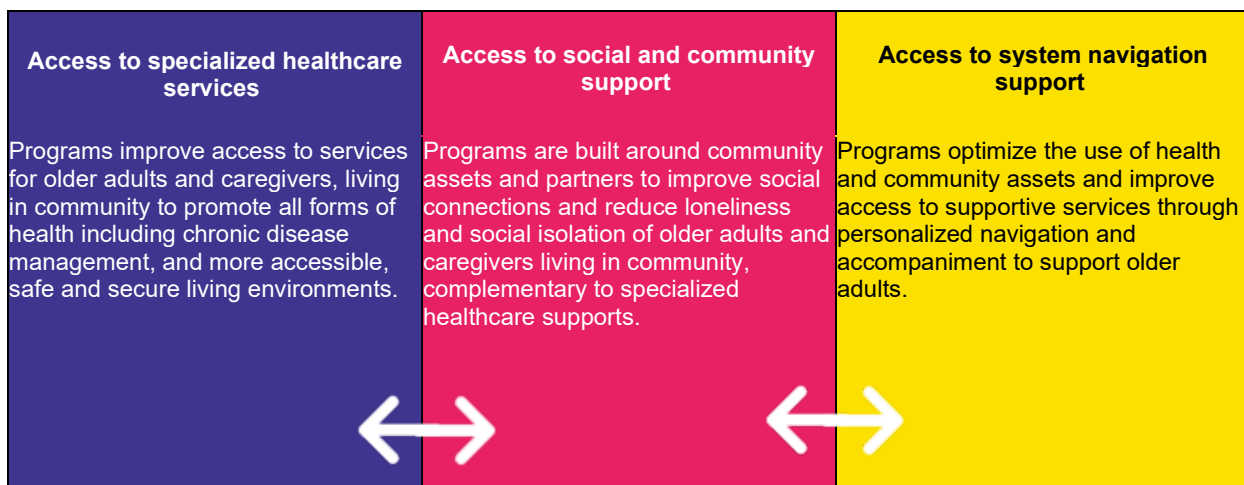 Access to specialized healthcare
services
Programs improve access to services
for older adults and caregivers, living
in community to promote all forms of
health including chronic disease
management, and more accessible,
safe and secure living environments.
Access to social and community
support
Programs are built around community
assets and partners to improve social
connections and reduce loneliness
and social isolation of older adults and
caregivers living in community,
complementary to specialized
healthcare supports.
Access to system navigation
support
Programs optimize the use of health
and community assets and improve
access to supportive services through
personalized navigation and
accompaniment to support older
adults.